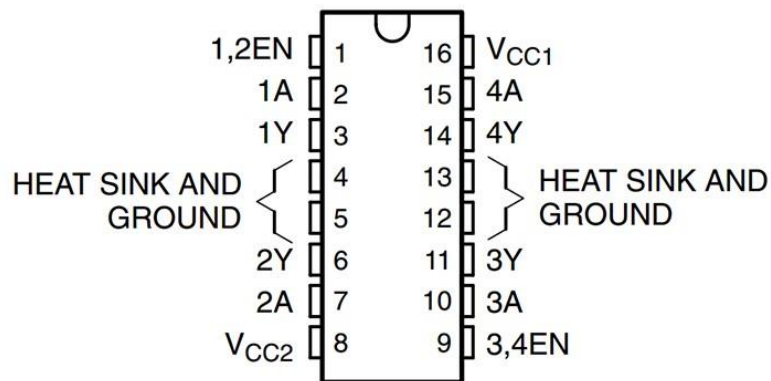 1,2EN 1 16 VCC1
1A 2 15 4A
1Y 3 14 4Y
HEAT SINK AND GROUND 4 13 HEAT SINK AND GROUND
5 12
2Y 6 11 3Y
2A 7 10 3A
VCC2 8 9 3,4EN